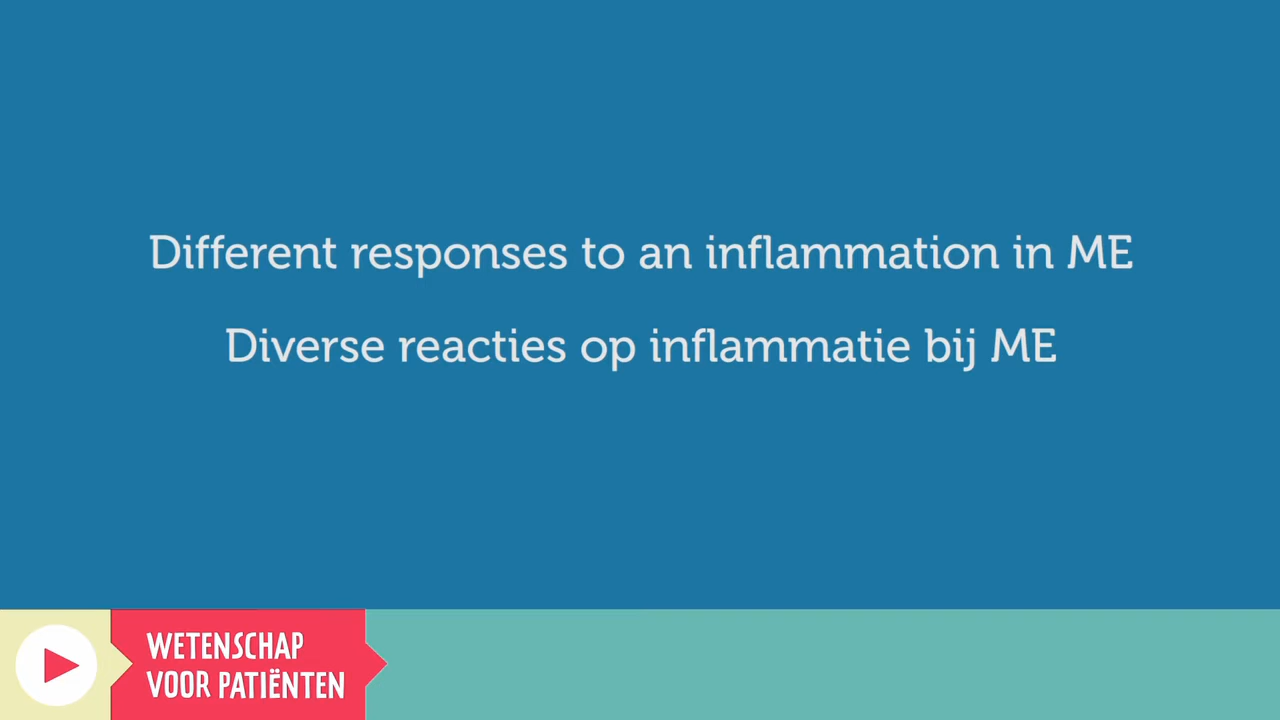 Different responses to an inflammation in ME
Diverse reacties op inflammatie bij ME
WETENSCHAP
VOOR PATIËNTEN